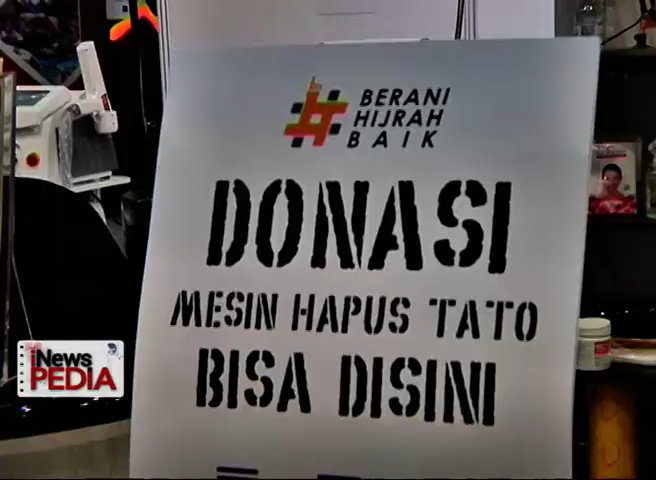 BERANI
HIJRAH
BAIK
DONASI
MESIN HAPUS TATO
BISA DISINI
iNews
PEDIA